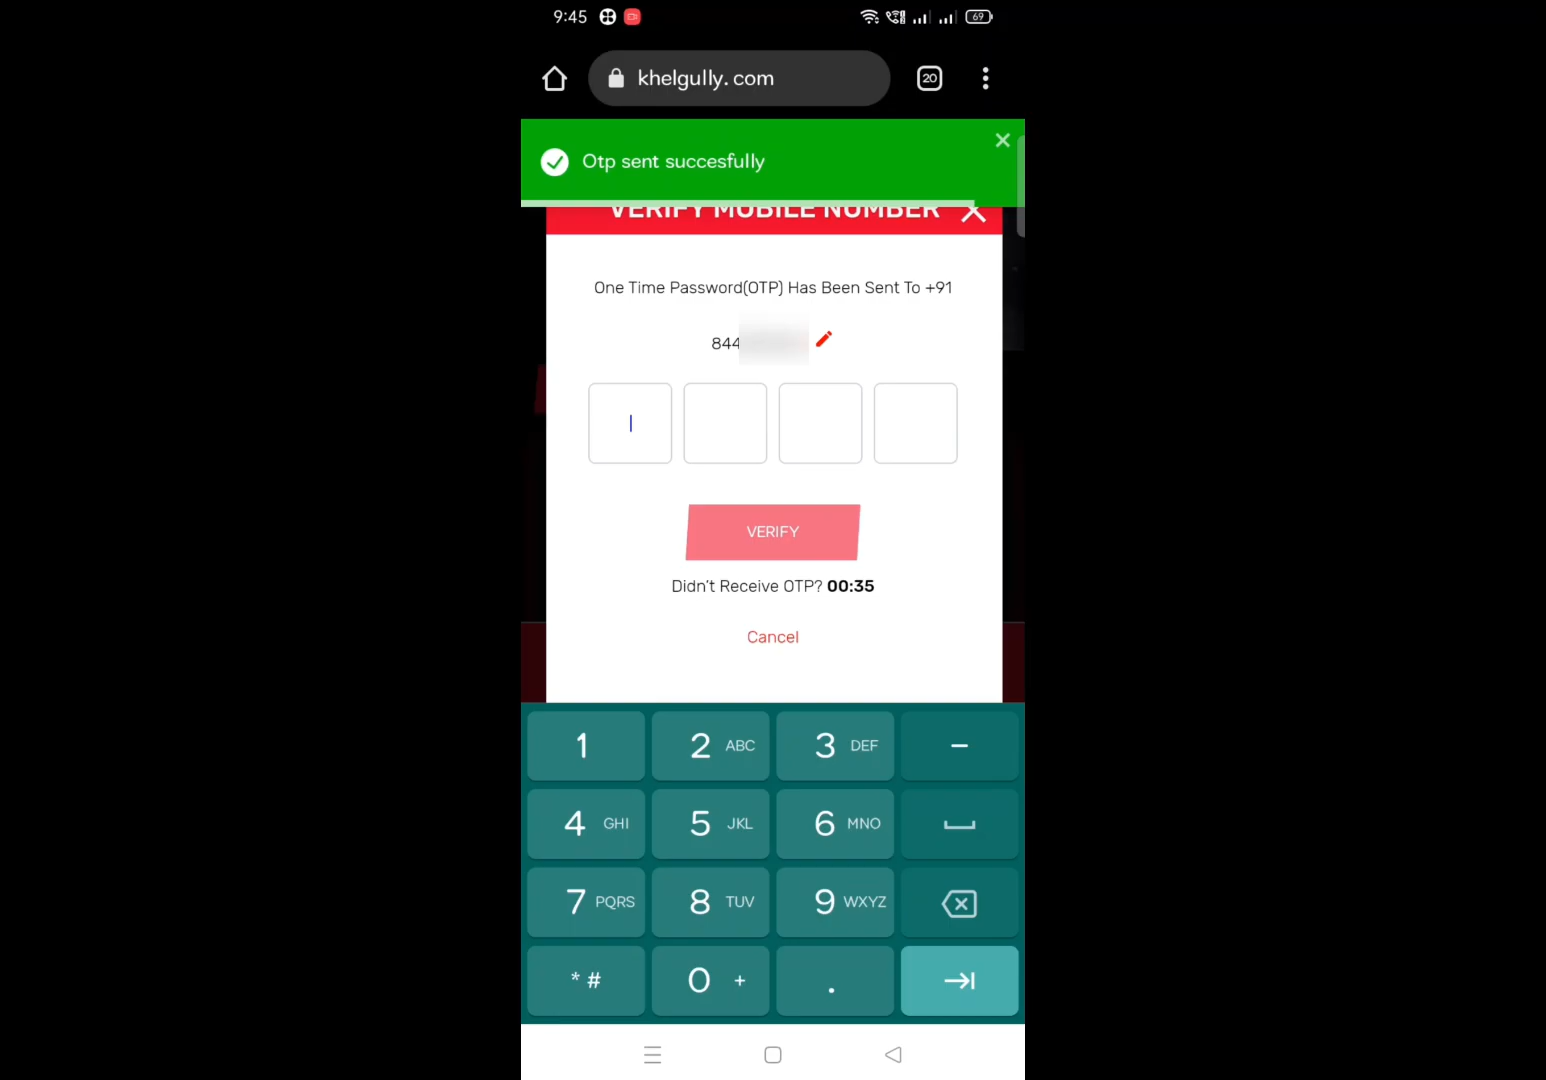 9:45
69
khelgully.com
20
Otp sent succesfully
VERIFY MOBILE NUMBER
One Time Password(OTP) Has Been Sent To +91
844
VERIFY
Didn't Receive OTP? 00:35
Cancel
1
2 ABC
3 DEF
-
4 GHI
5 JKL
6 MNO
7 PQRS
8 TUV
9 WXYZ
* #
0 +
.